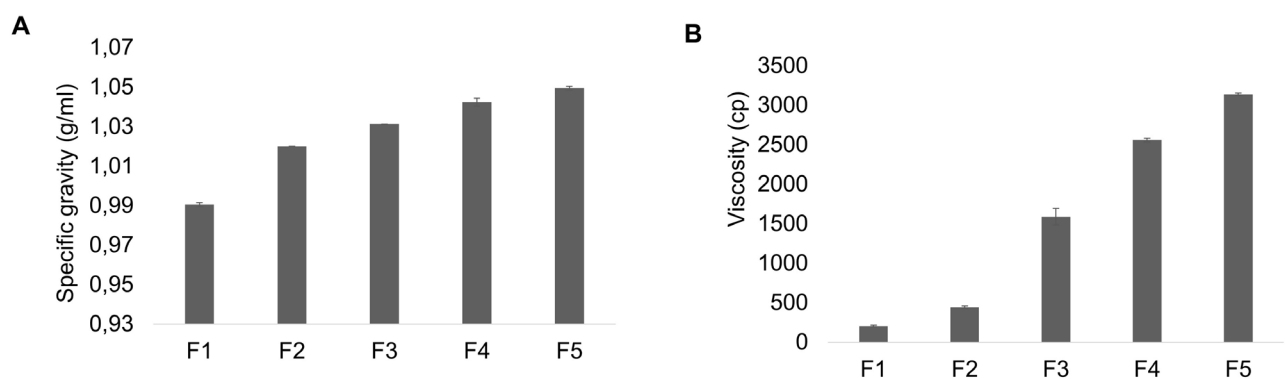 A
Specific gravity (g/ml)
1,07
1,05
1,03
1,01
0,99
0,97
0,95
0,93
F1 F2 F3 F4 F5
B
Viscosity (cp)
3500
3000
2500
2000
1500
1000
500
0
F1 F2 F3 F4 F5